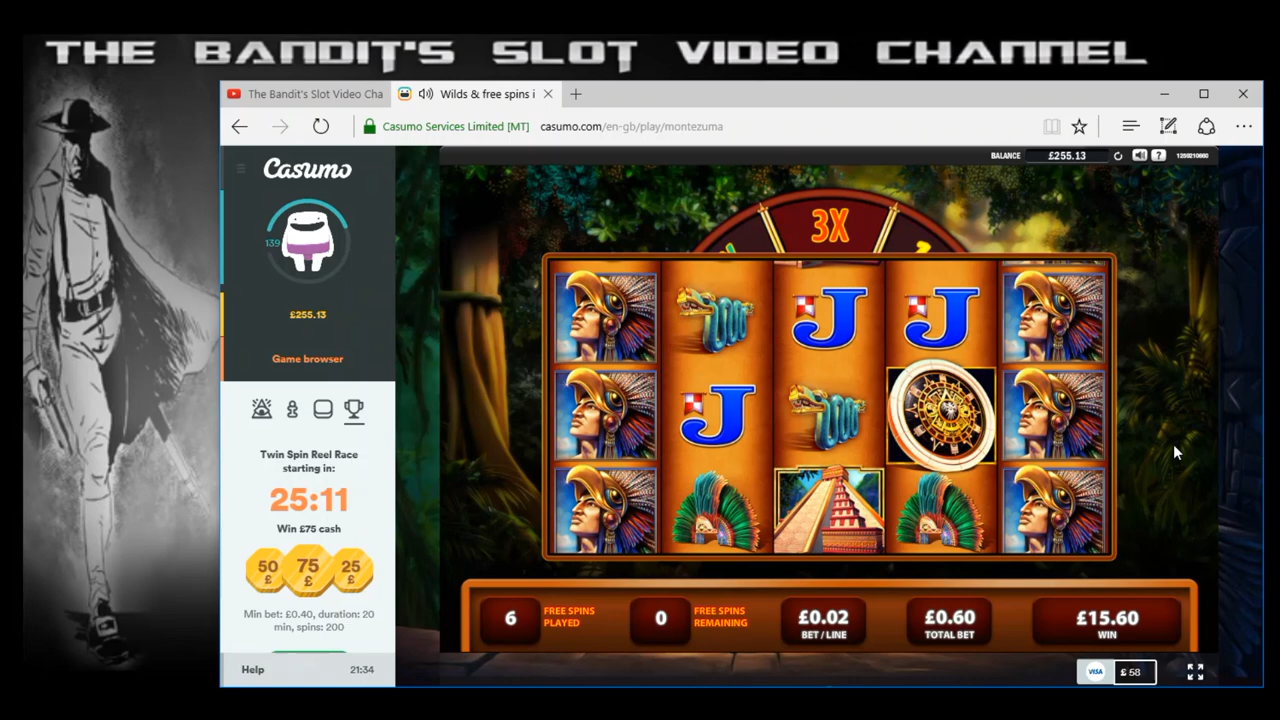 THE BANDIT'S SLOT VIDEO CHANNEL
The Bandit's Slot Video Cha
Wilds & free spins i
Casumo Services Limited [MT] casumo.com/en-gb/play/montezuma
Casumo
139
£255.13
Game browser
Twin Spin Reel Race
starting in:
25:11
Win £75 cash
50 £
75 £
25 £
Min bet: £0.40, duration: 20
min, spins: 200
Help 21:34
BALANCE £255.13 ? 1259210660
3X
J J
J
6 FREE SPINS PLAYED
0 FREE SPINS REMAINING
£0.02 BET / LINE
£0.60 TOTAL BET
£15.60 WIN
VISA £ 58